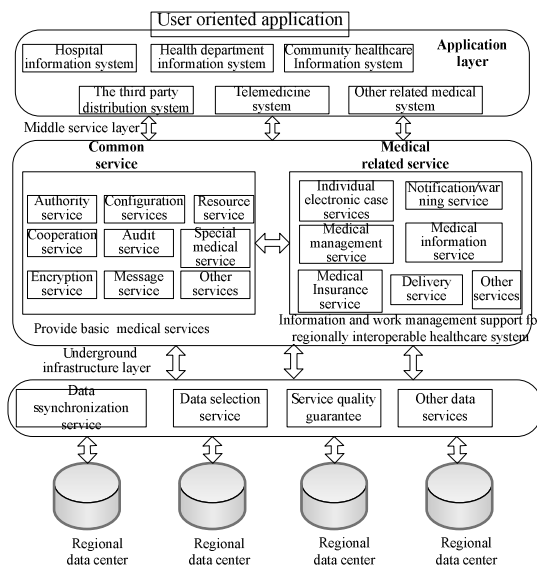 User oriented application
Hospital
information system
Health department
information system
Community healthcare
Information system
Application
layer
The third party
distribution system
Telemedicine
system
Other related medical
system
Middle service layer
Common
service
Medical
related service
Authority
service
Configuration
services
Resource
service
Cooperation
service
Audit
service
Special
medical
service
Encryption
service
Message
service
Other
services
Provide basic medical services
Individual
electronic case
services
Notification/war
ning service
Medical
management
service
Medical
information
service
Medical
Insurance
service
Delivery
service
Other
services
Information and work management support fo
regionally interoperable healthcare system
Underground
infrastructure layer
Data
ssynchronization
service
Data selection
service
Service quality
guarantee
Other data
services
Regional
data center
Regional
data center
Regional
data center
Regional
data center